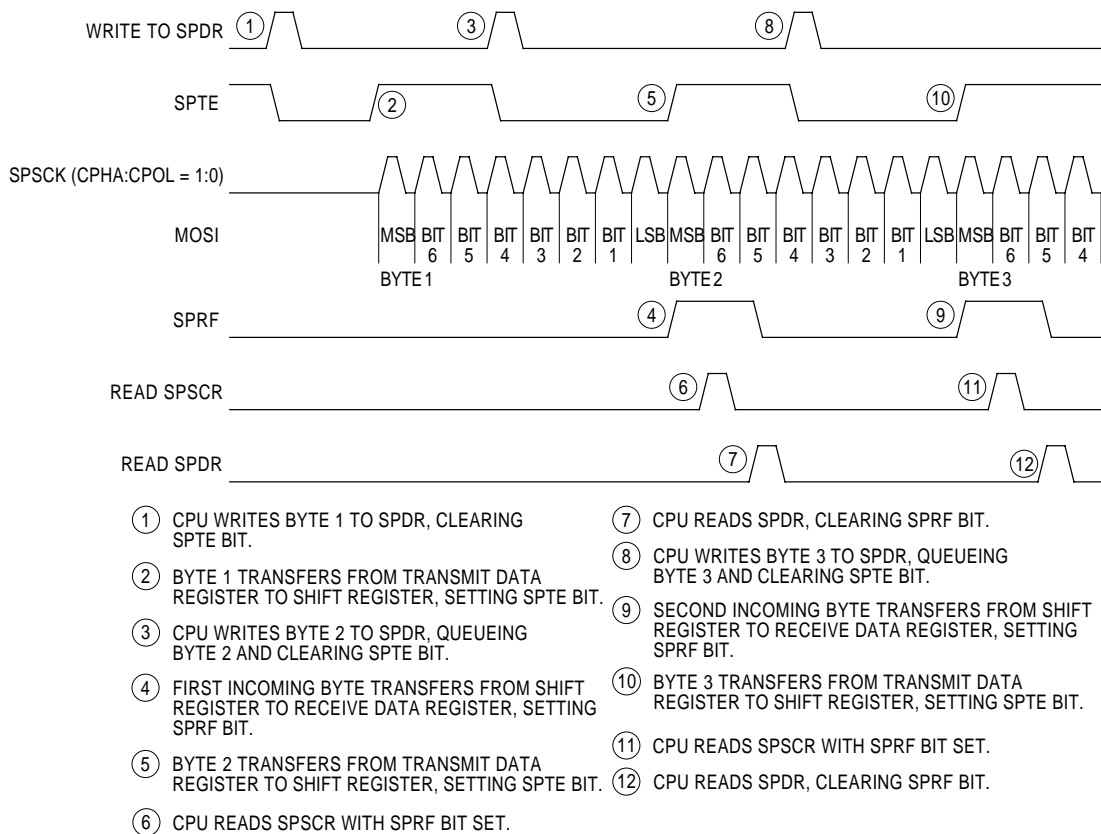 WRITE TO SPDR 1 3 8
SPTE 2 5 10
SPSCK (CPHA:CPOL = 1:0)
MOSI MSB BIT 6 BIT 5 BIT 4 BIT 3 BIT 2 BIT 1 LSB MSB BIT 6 BIT 5 BIT 4 BIT 3 BIT 2 BIT 1 LSB MSB BIT 6 BIT 5 BIT 4
BYTE 1 BYTE 2 BYTE 3
SPRF 4 9
READ SPSCR 6 11
READ SPDR 7 12
1 CPU WRITES BYTE 1 TO SPDR, CLEARING
SPTE BIT.
2 BYTE 1 TRANSFERS FROM TRANSMIT DATA
REGISTER TO SHIFT REGISTER, SETTING SPTE BIT.
3 CPU WRITES BYTE 2 TO SPDR, QUEUEING
BYTE 2 AND CLEARING SPTE BIT.
4 FIRST INCOMING BYTE TRANSFERS FROM SHIFT
REGISTER TO RECEIVE DATA REGISTER, SETTING
SPRF BIT.
5 BYTE 2 TRANSFERS FROM TRANSMIT DATA
REGISTER TO SHIFT REGISTER, SETTING SPTE BIT.
6 CPU READS SPSCR WITH SPRF BIT SET.
7 CPU READS SPDR, CLEARING SPRF BIT.
8 CPU WRITES BYTE 3 TO SPDR, QUEUEING
BYTE 3 AND CLEARING SPTE BIT.
9 SECOND INCOMING BYTE TRANSFERS FROM SHIFT
REGISTER TO RECEIVE DATA REGISTER, SETTING
SPRF BIT.
10 BYTE 3 TRANSFERS FROM TRANSMIT DATA
REGISTER TO SHIFT REGISTER, SETTING SPTE BIT.
11 CPU READS SPSCR WITH SPRF BIT SET.
12 CPU READS SPDR, CLEARING SPRF BIT.